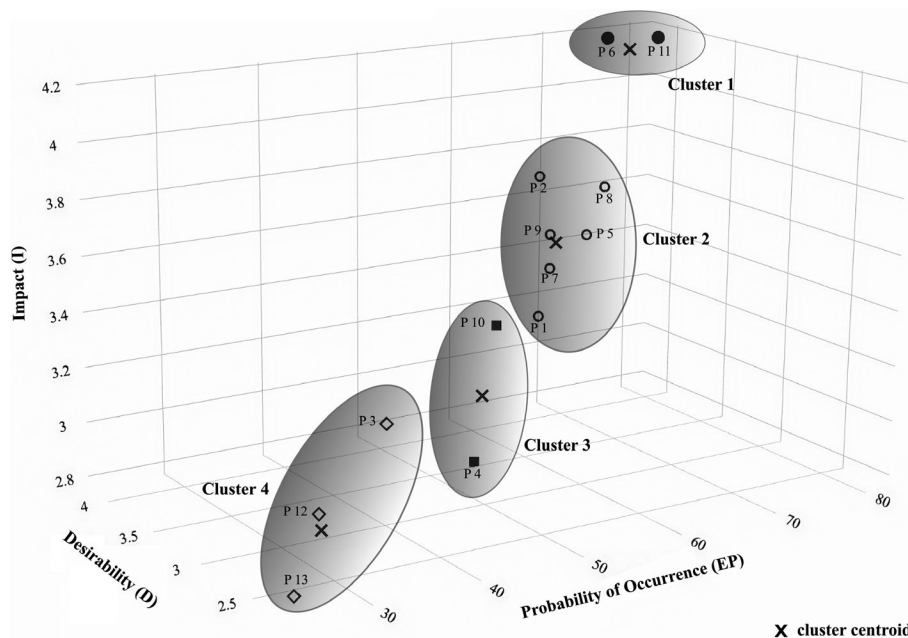 P 6
P 11
Cluster 1
4.2
4
3.8
3.6
3.4
3.2
3
2.8
Impact (I)
P 2
P 8
P 9
P 5
P 7
P 1
Cluster 2
P 10
P 4
Cluster 3
P 3
P 12
P 13
Cluster 4
4
3.5
3
2.5
Desirability (D)
30
40
50
60
70
80
Probability of Occurrence (EP)
x cluster centroid